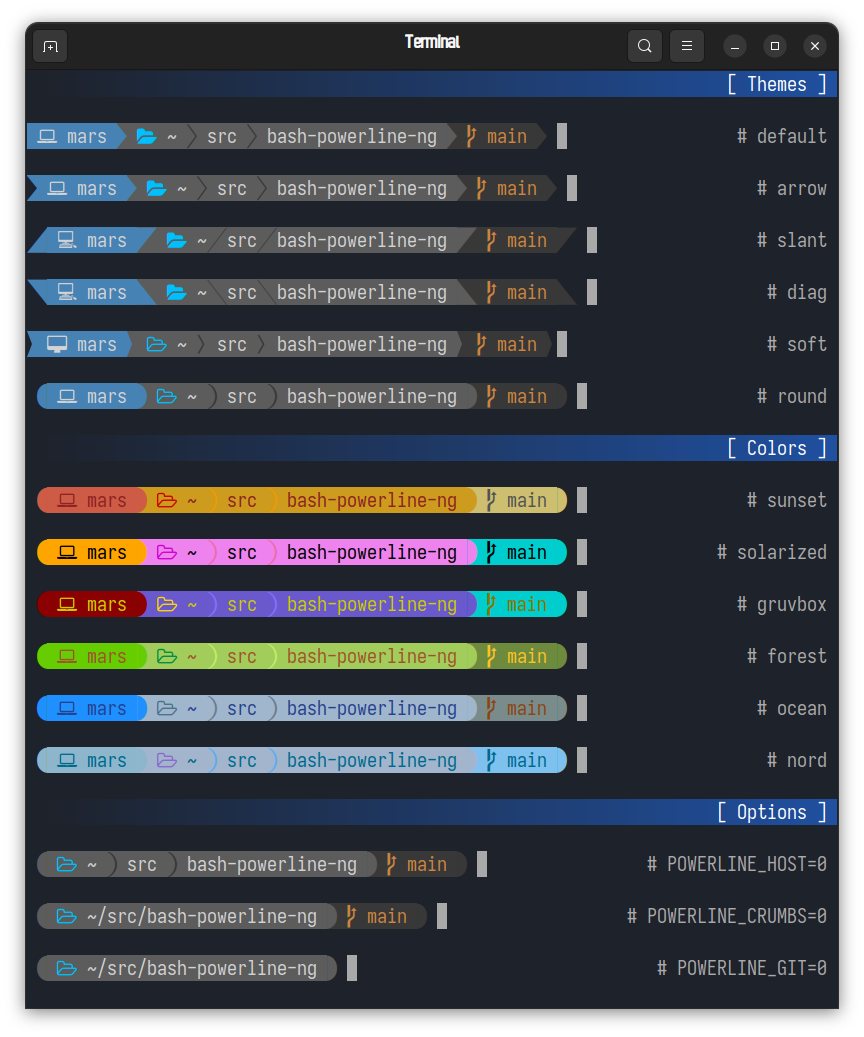 Terminal
[ Themes ]
mars ~ src bash-powerline-ng main # default
mars ~ src bash-powerline-ng main # arrow
mars ~ src bash-powerline-ng main # slant
mars ~ src bash-powerline-ng main # diag
mars ~ src bash-powerline-ng main # soft
mars ~ src bash-powerline-ng main # round
[ Colors ]
mars ~ src bash-powerline-ng main # sunset
mars ~ src bash-powerline-ng main # solarized
mars ~ src bash-powerline-ng main # gruvbox
mars ~ src bash-powerline-ng main # forest
mars ~ src bash-powerline-ng main # ocean
mars ~ src bash-powerline-ng main # nord
[ Options ]
~ src bash-powerline-ng main # POWERLINE_HOST=0
~/src/bash-powerline-ng main # POWERLINE_CRUMBS=0
~/src/bash-powerline-ng # POWERLINE_GIT=0